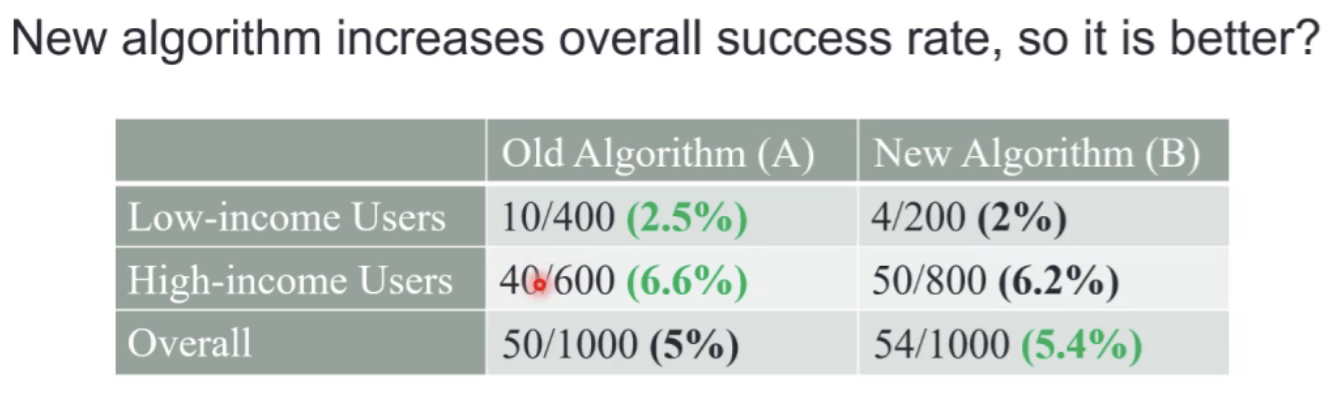 New algorithm increases overall success rate, so it is better?
Old Algorithm (A) New Algorithm (B)
Low-income Users 10/400 (2.5%) 4/200 (2%)
High-income Users 40/600 (6.6%) 50/800 (6.2%)
Overall 50/1000 (5%) 54/1000 (5.4%)